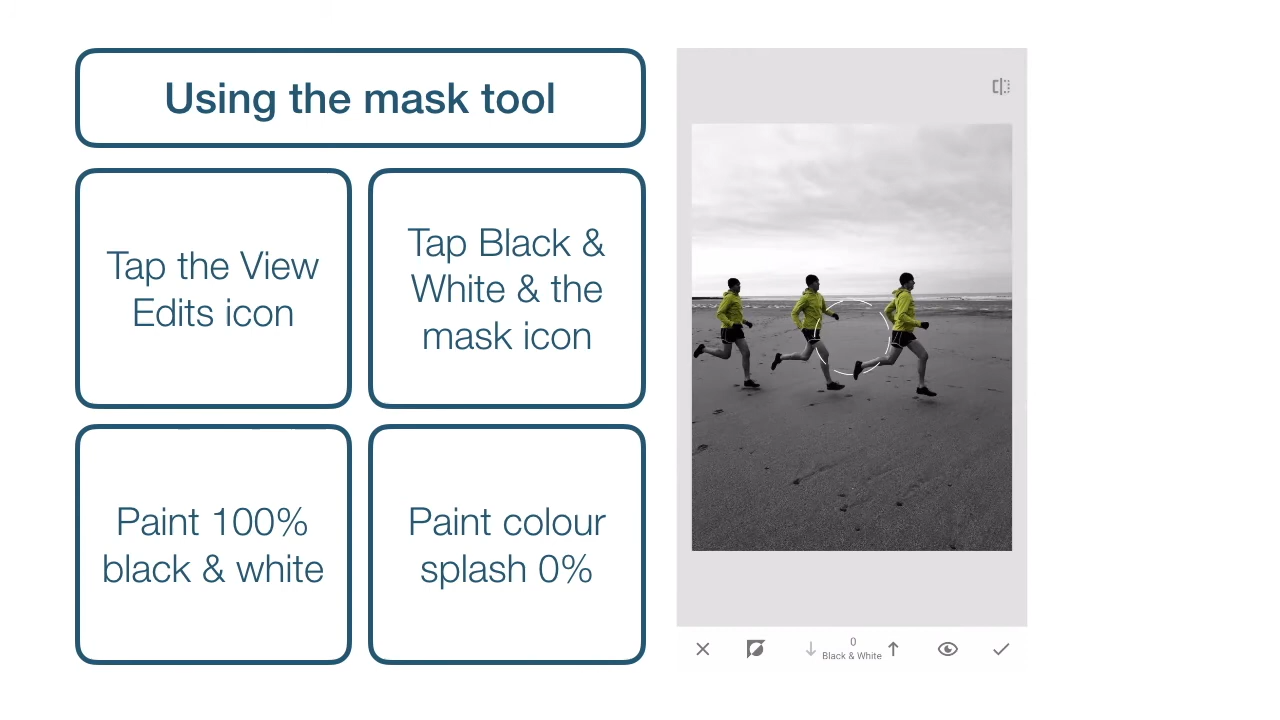 Using the mask tool
Tap the View
Edits icon
Tap Black &
White & the
mask icon
Paint 100%
black & white
Paint colour
splash 0%
0
Black & White